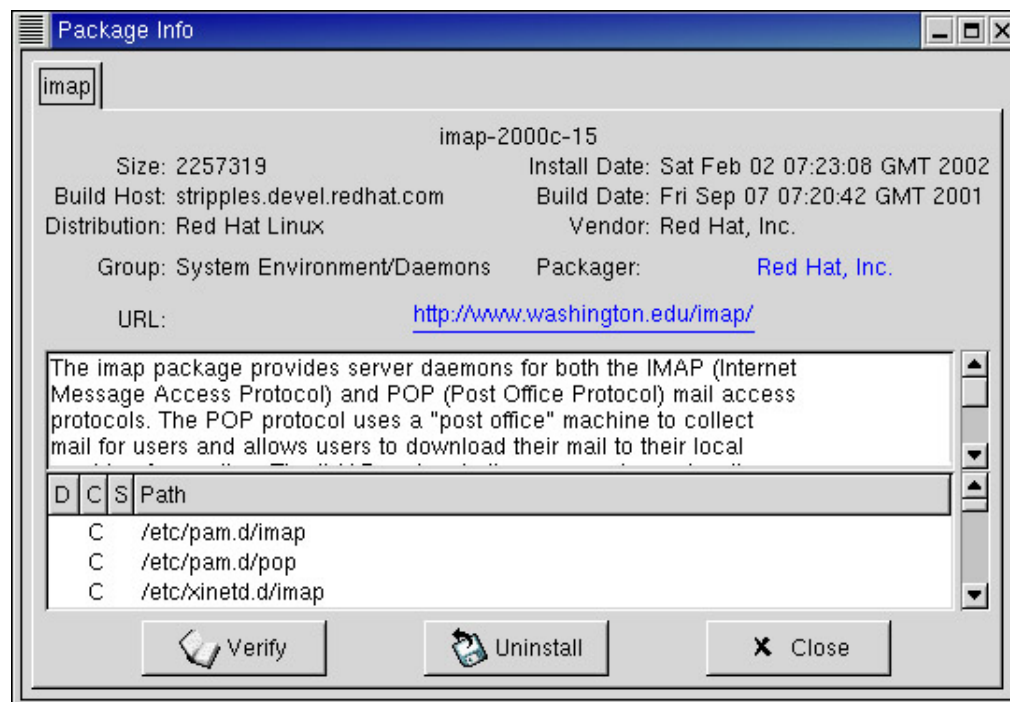 Package Info
imap
imap-2000c-15
Size: 2257319 Install Date: Sat Feb 02 07:23:08 GMT 2002
Build Host: stripples.devel.redhat.com Build Date: Fri Sep 07 07:20:42 GMT 2001
Distribution: Red Hat Linux Vendor: Red Hat, Inc.
Group: System Environment/Daemons Packager: Red Hat, Inc.
URL: http://www.washington.edu/imap/
The imap package provides server daemons for both the IMAP (Internet
Message Access Protocol) and POP (Post Office Protocol) mail access
protocols. The POP protocol uses a "post office" machine to collect
mail for users and allows users to download their mail to their local
D C S Path
C /etc/pam.d/imap
C /etc/pam.d/pop
C /etc/xinetd.d/imap
Verify Uninstall Close